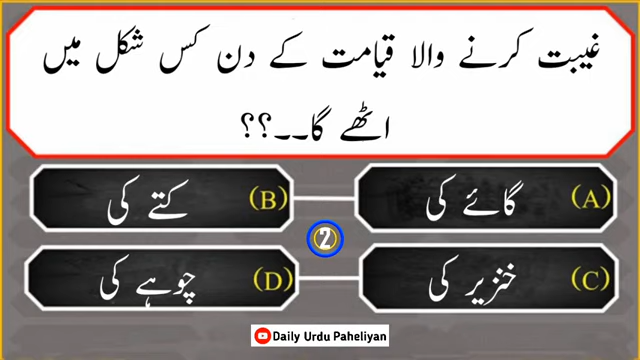 غیبت کرنے والا قیامت کے دن کس شکل میں
اٹھے گا۔۔؟؟
(A) گائے کی
(B) کتے کی
2
(C) خنزیر کی
(D) چوہے کی
Daily Urdu Paheliyan